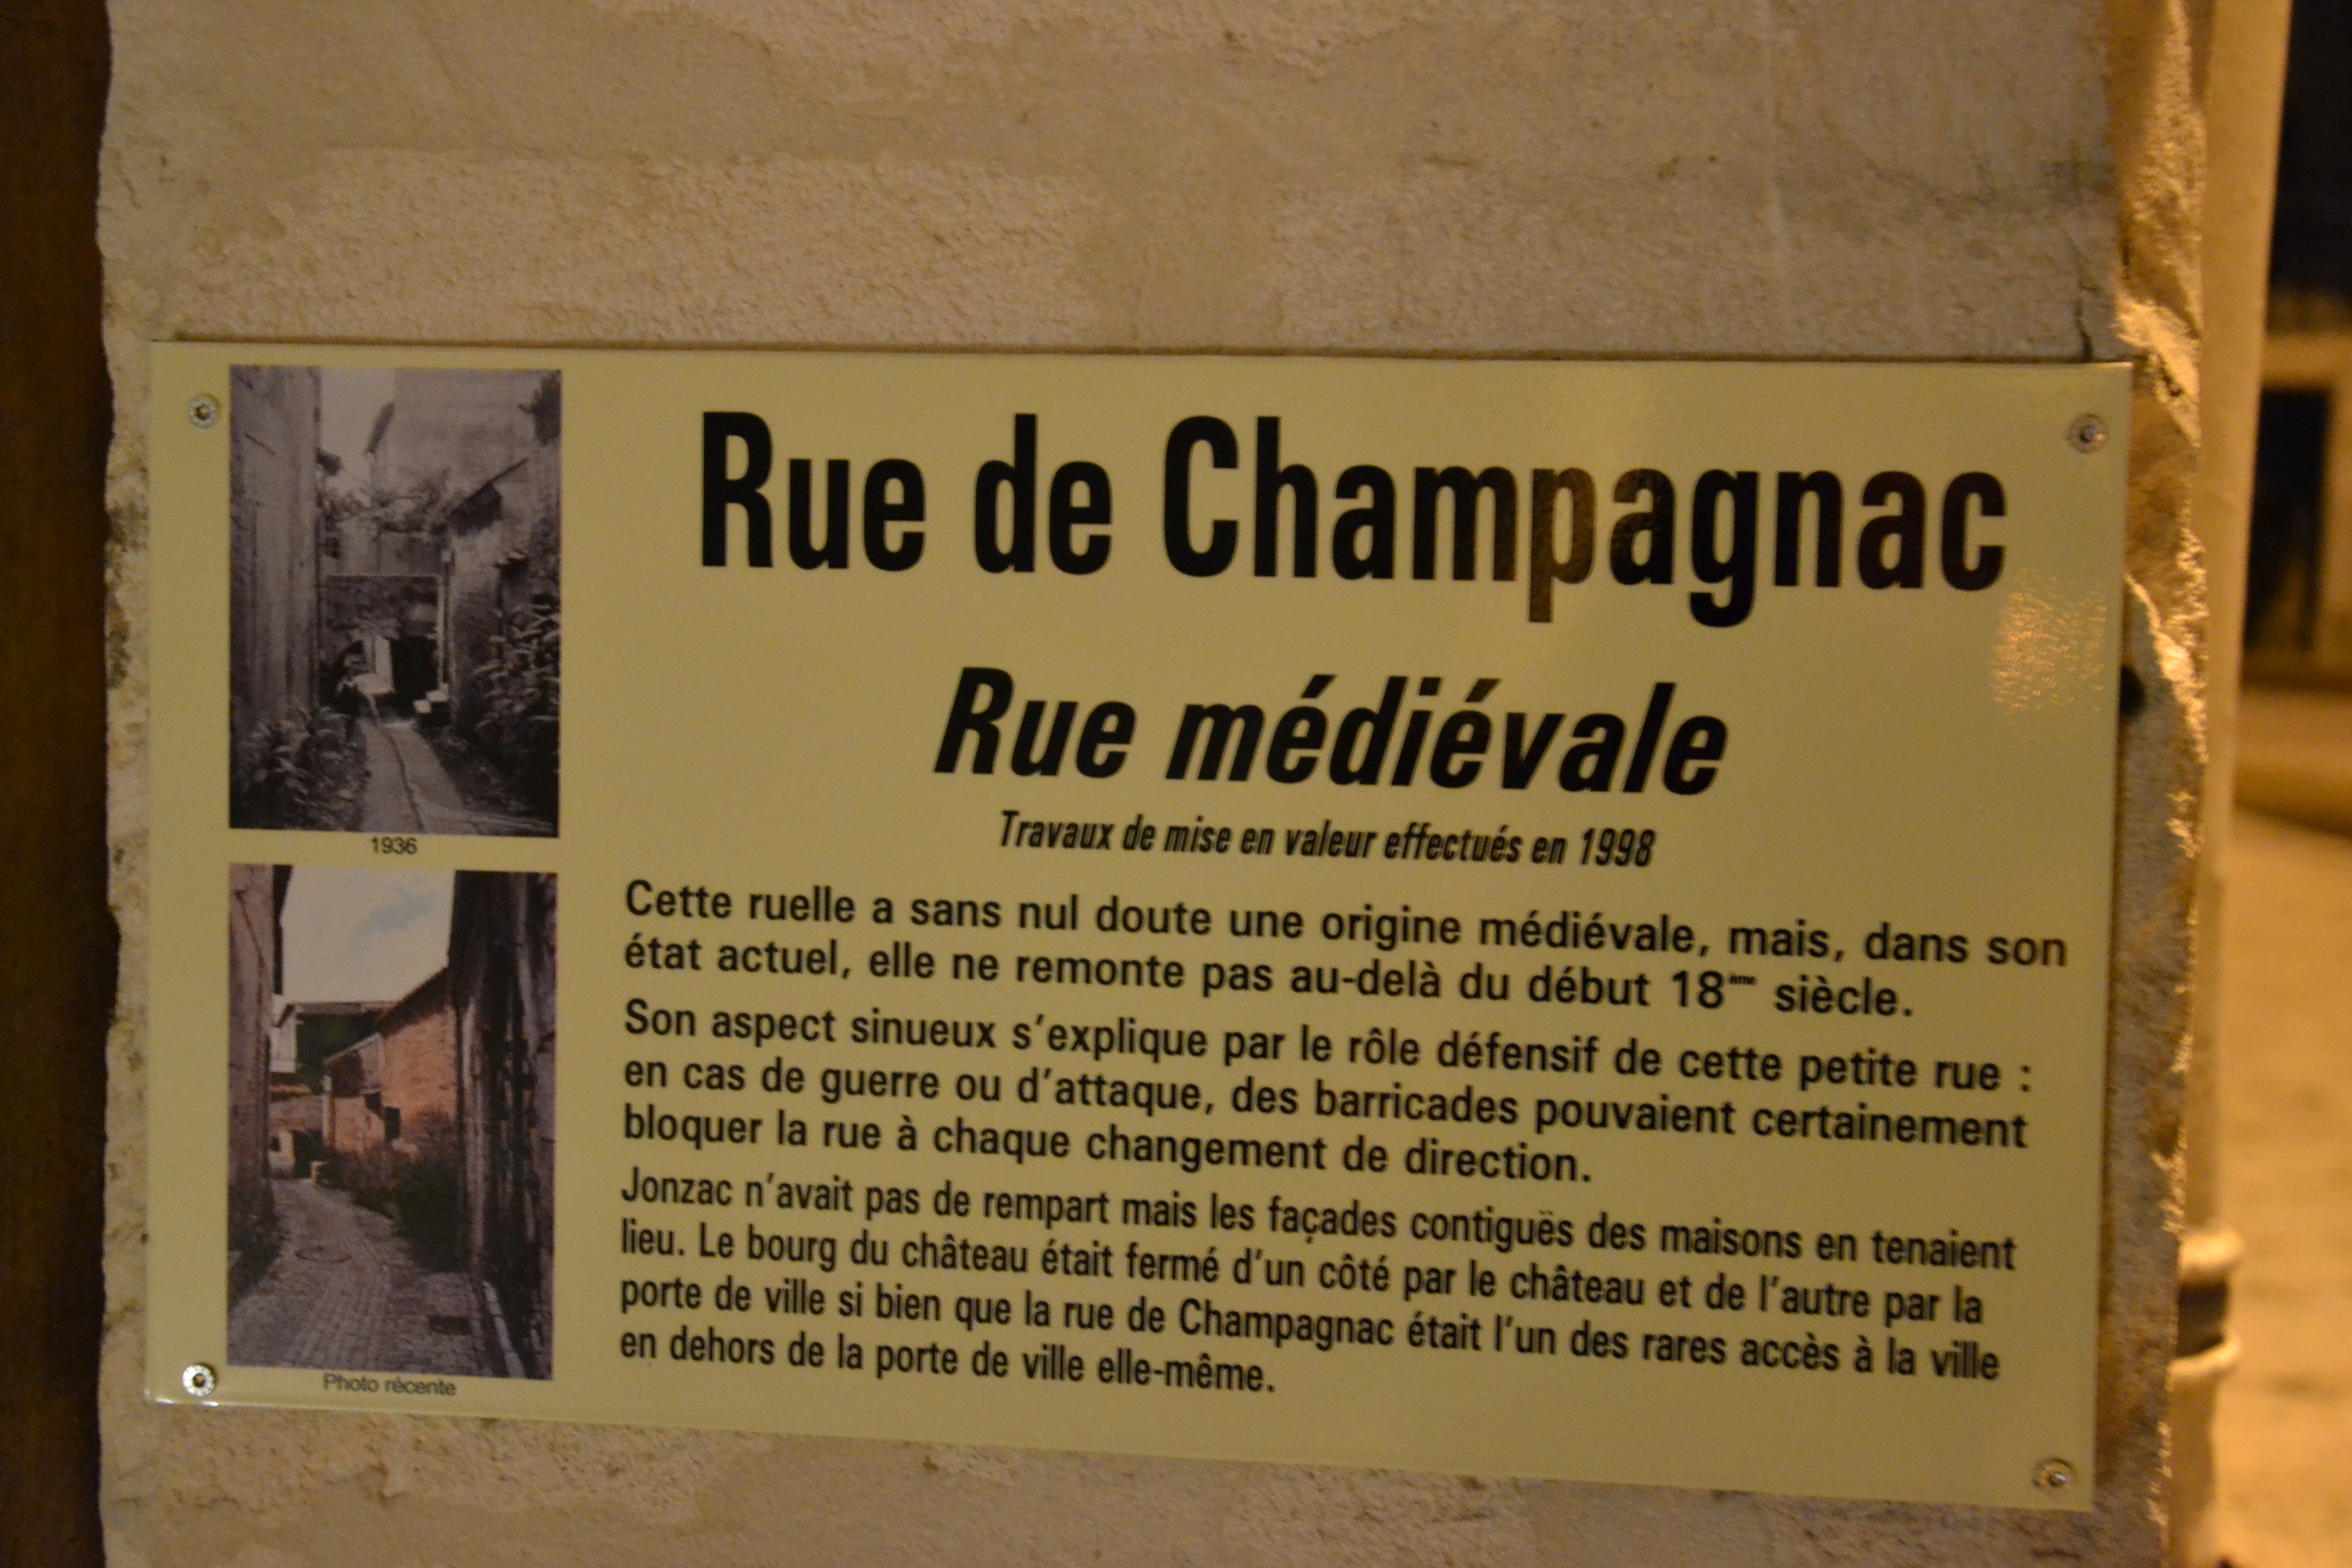 Rue de Champagnac
Rue médiévale
Travaux de mise en valeur effectués en 1998
1936
Cette ruelle a sans nul doute une origine médiévale, mais, dans son
état actuel, elle ne remonte pas au-delà du début 18ème siècle.
Son aspect sinueux s'explique par le rôle défensif de cette petite rue :
en cas de guerre ou d'attaque, des barricades pouvaient certainement
bloquer la rue à chaque changement de direction.
Jonzac n'avait pas de rempart mais les façades contiguës des maisons en tenaient
lieu. Le bourg du château était fermé d'un côté par le château et de l'autre par la
porte de ville si bien que la rue de Champagnac était l'un des rares accès à la ville
en dehors de la porte de ville elle-même.
Photo récente